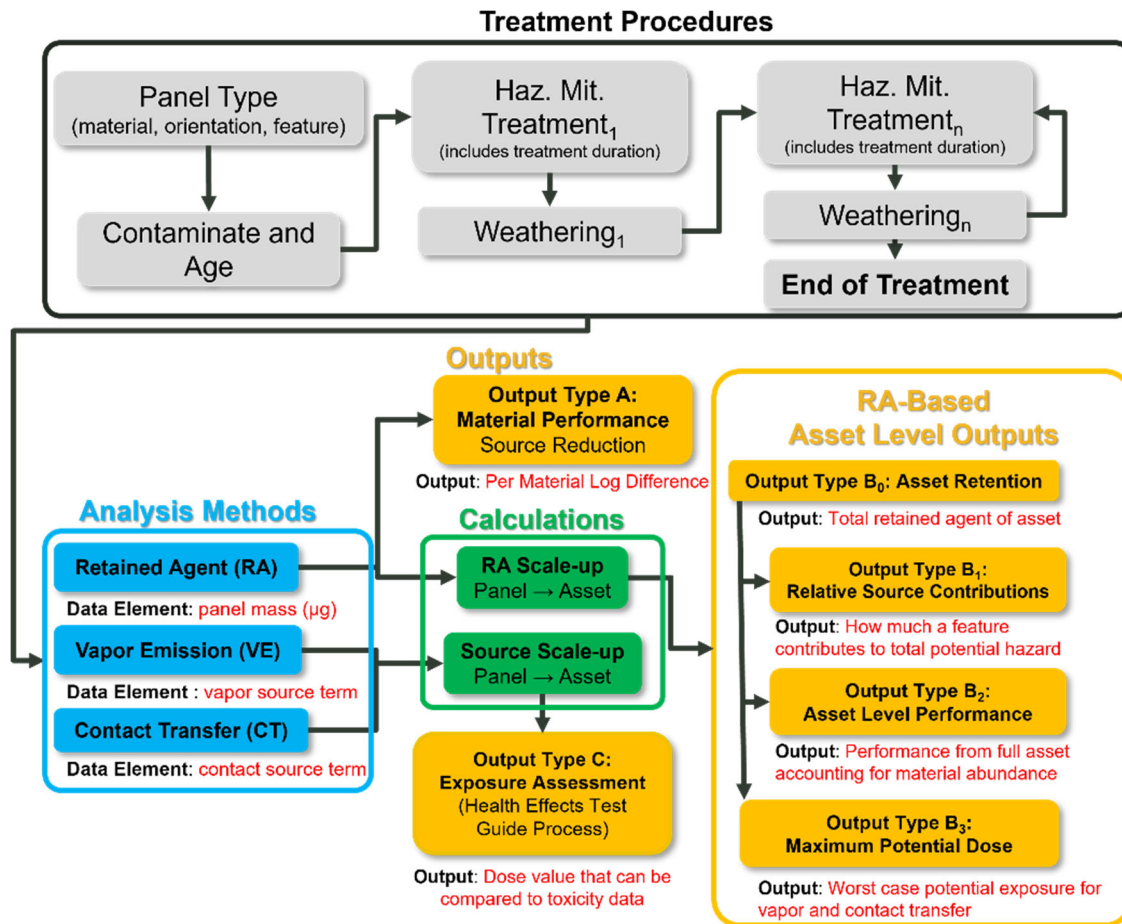 Treatment Procedures
Panel Type
(material, orientation, feature)
Contaminate and
Age
Haz. Mit.
Treatment₁
(includes treatment duration)
Weathering₁
Haz. Mit.
Treatmentₙ
(includes treatment duration)
Weatheringₙ
End of Treatment
Analysis Methods
Retained Agent (RA)
Data Element: panel mass (µg)
Vapor Emission (VE)
Data Element : vapor source term
Contact Transfer (CT)
Data Element: contact source term
Outputs
Output Type A:
Material Performance
Source Reduction
Output: Per Material Log Difference
Calculations
RA Scale-up
Panel → Asset
Source Scale-up
Panel → Asset
Output Type C:
Exposure Assessment
(Health Effects Test
Guide Process)
Output: Dose value that can be
compared to toxicity data
RA-Based
Asset Level Outputs
Output Type B₀: Asset Retention
Output: Total retained agent of asset
Output Type B₁:
Relative Source Contributions
Output: How much a feature
contributes to total potential hazard
Output Type B₂:
Asset Level Performance
Output: Performance from full asset
accounting for material abundance
Output Type B₃:
Maximum Potential Dose
Output: Worst case potential exposure for
vapor and contact transfer